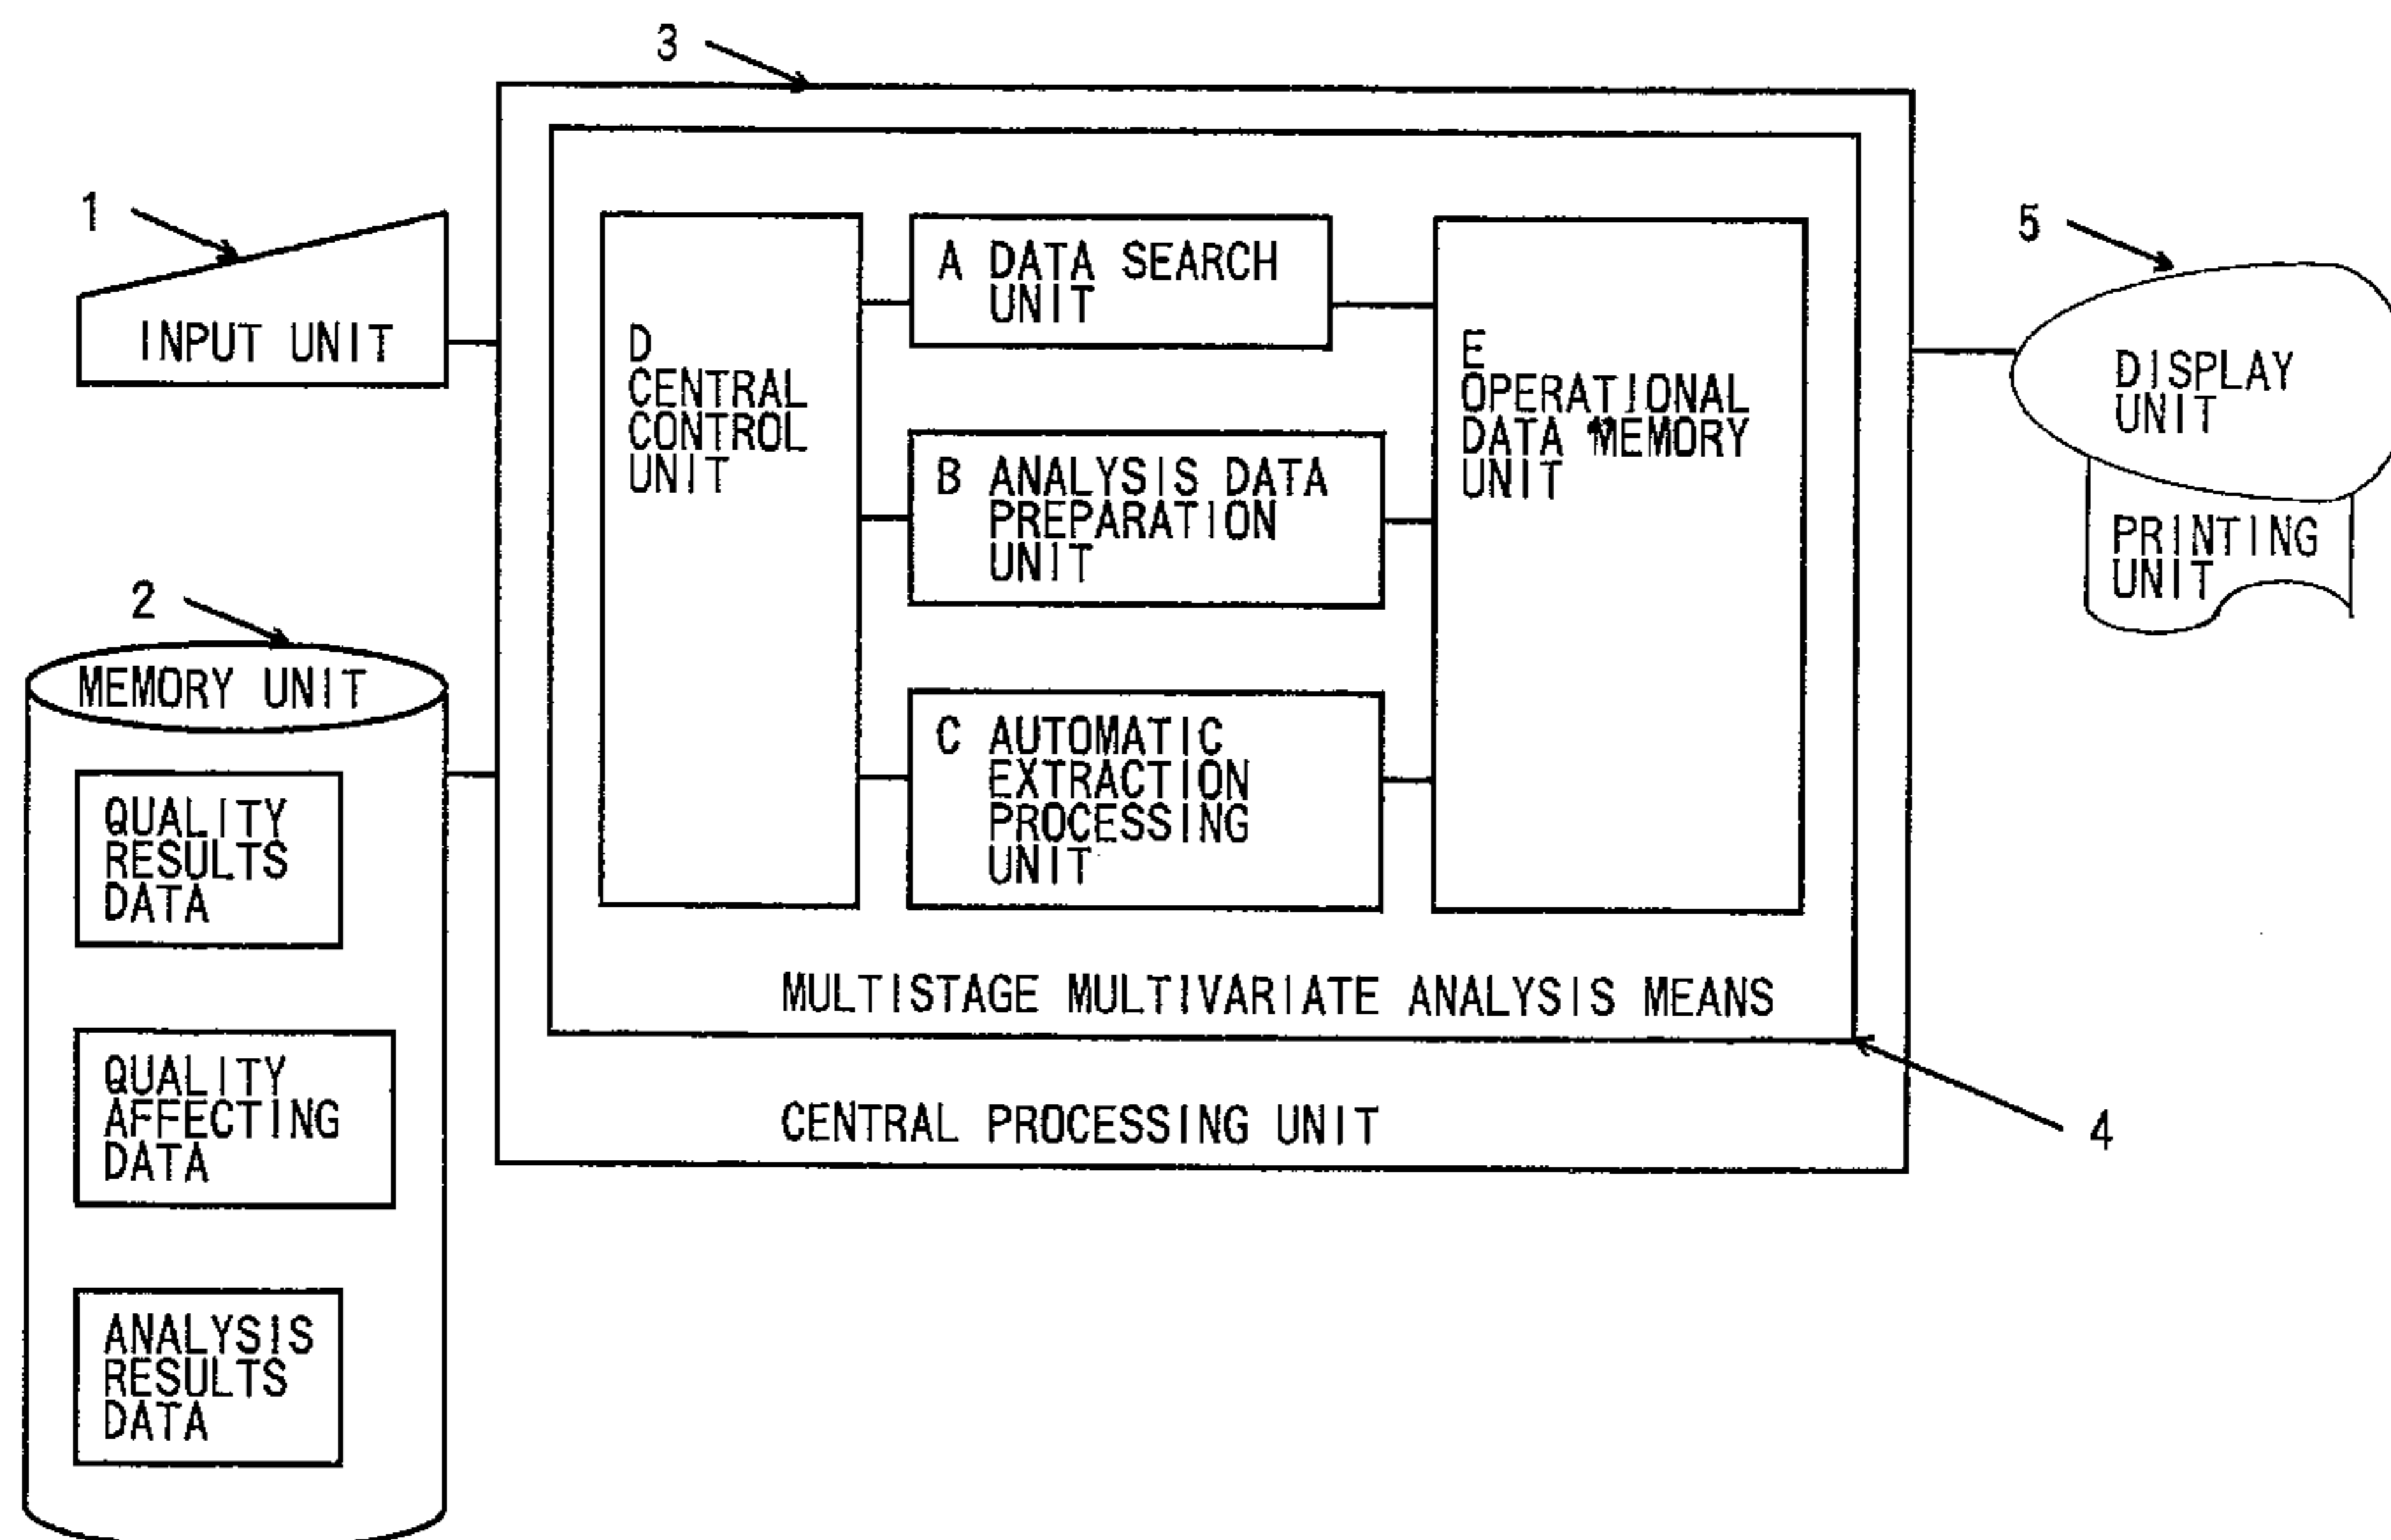 3
1
INPUT UNIT
2
MEMORY UNIT
QUALITY
RESULTS
DATA
QUALITY
AFFECTING
DATA
ANALYSIS
RESULTS
DATA
D
CENTRAL
CONTROL
UNIT
A DATA SEARCH
UNIT
B ANALYSIS DATA
PREPARATION
UNIT
C AUTOMATIC
EXTRACTION
PROCESSING
UNIT
E
OPERATIONAL
DATA MEMORY
UNIT
MULTISTAGE MULTIVARIATE ANALYSIS MEANS
CENTRAL PROCESSING UNIT
4
5
DISPLAY
UNIT
PRINTING
UNIT